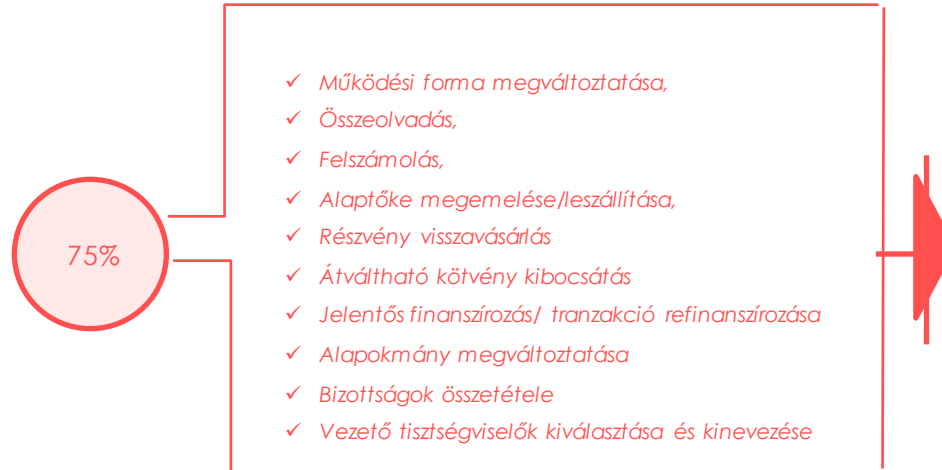 75%
✓ Működési forma megváltoztatása,
✓ Összeolvadás,
✓ Felszámolás,
✓ Alaptőke megemelése/leszállítása,
✓ Részvény visszavásárlás
✓ Átváltható kötvény kibocsátás
✓ Jelentős finanszírozás/ tranzakció refinanszírozása
✓ Alapokmány megváltoztatása
✓ Bizottságok összetétele
✓ Vezető tisztségviselők kiválasztása és kinevezése